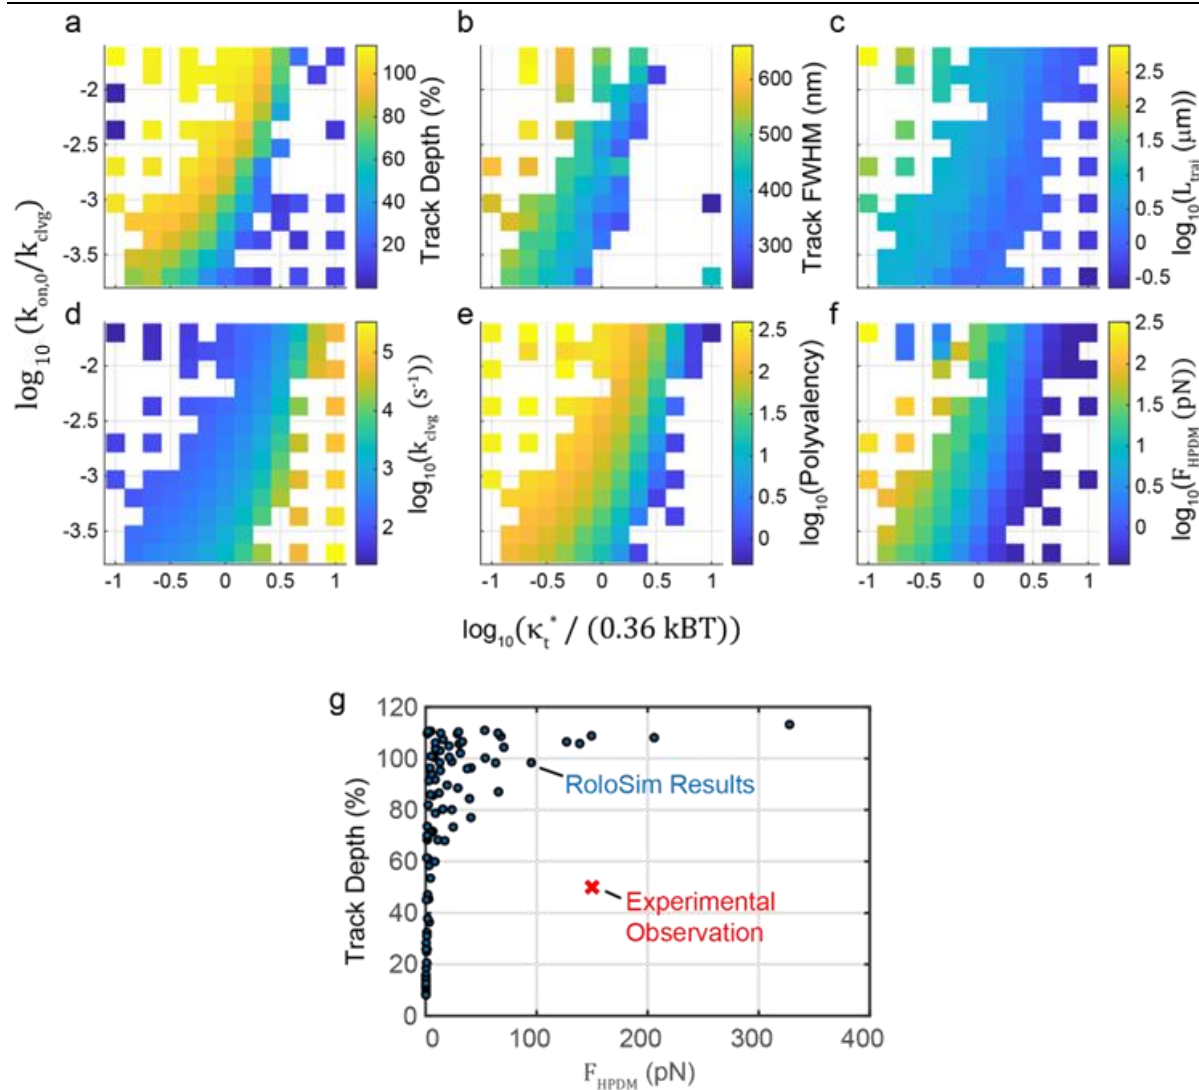 a
b
c
-2
-2.5
-3
-3.5
100
80
60
40
20
Track Depth (%)
600
500
400
300
Track FWHM (nm)
2.5
2
1.5
1
0.5
0
-0.5
log10(Ltraj (μm))
log10 (kon,0/kclvg)
d
e
f
-2
-2.5
-3
-3.5
-1 -0.5 0 0.5 1
5
4
3
2
log10(kclvg (s-1))
-1 -0.5 0 0.5 1
2.5
2
1.5
1
0.5
0
log10(Polyvalency)
-1 -0.5 0 0.5 1
2.5
2
1.5
1
0.5
0
log10(FHPDM (pN))
log10(κt* / (0.36 kBT))
g
120
100
80
60
40
20
0
Track Depth (%)
RoloSim Results
Experimental
Observation
0 100 200 300 400
FHPDM (pN)